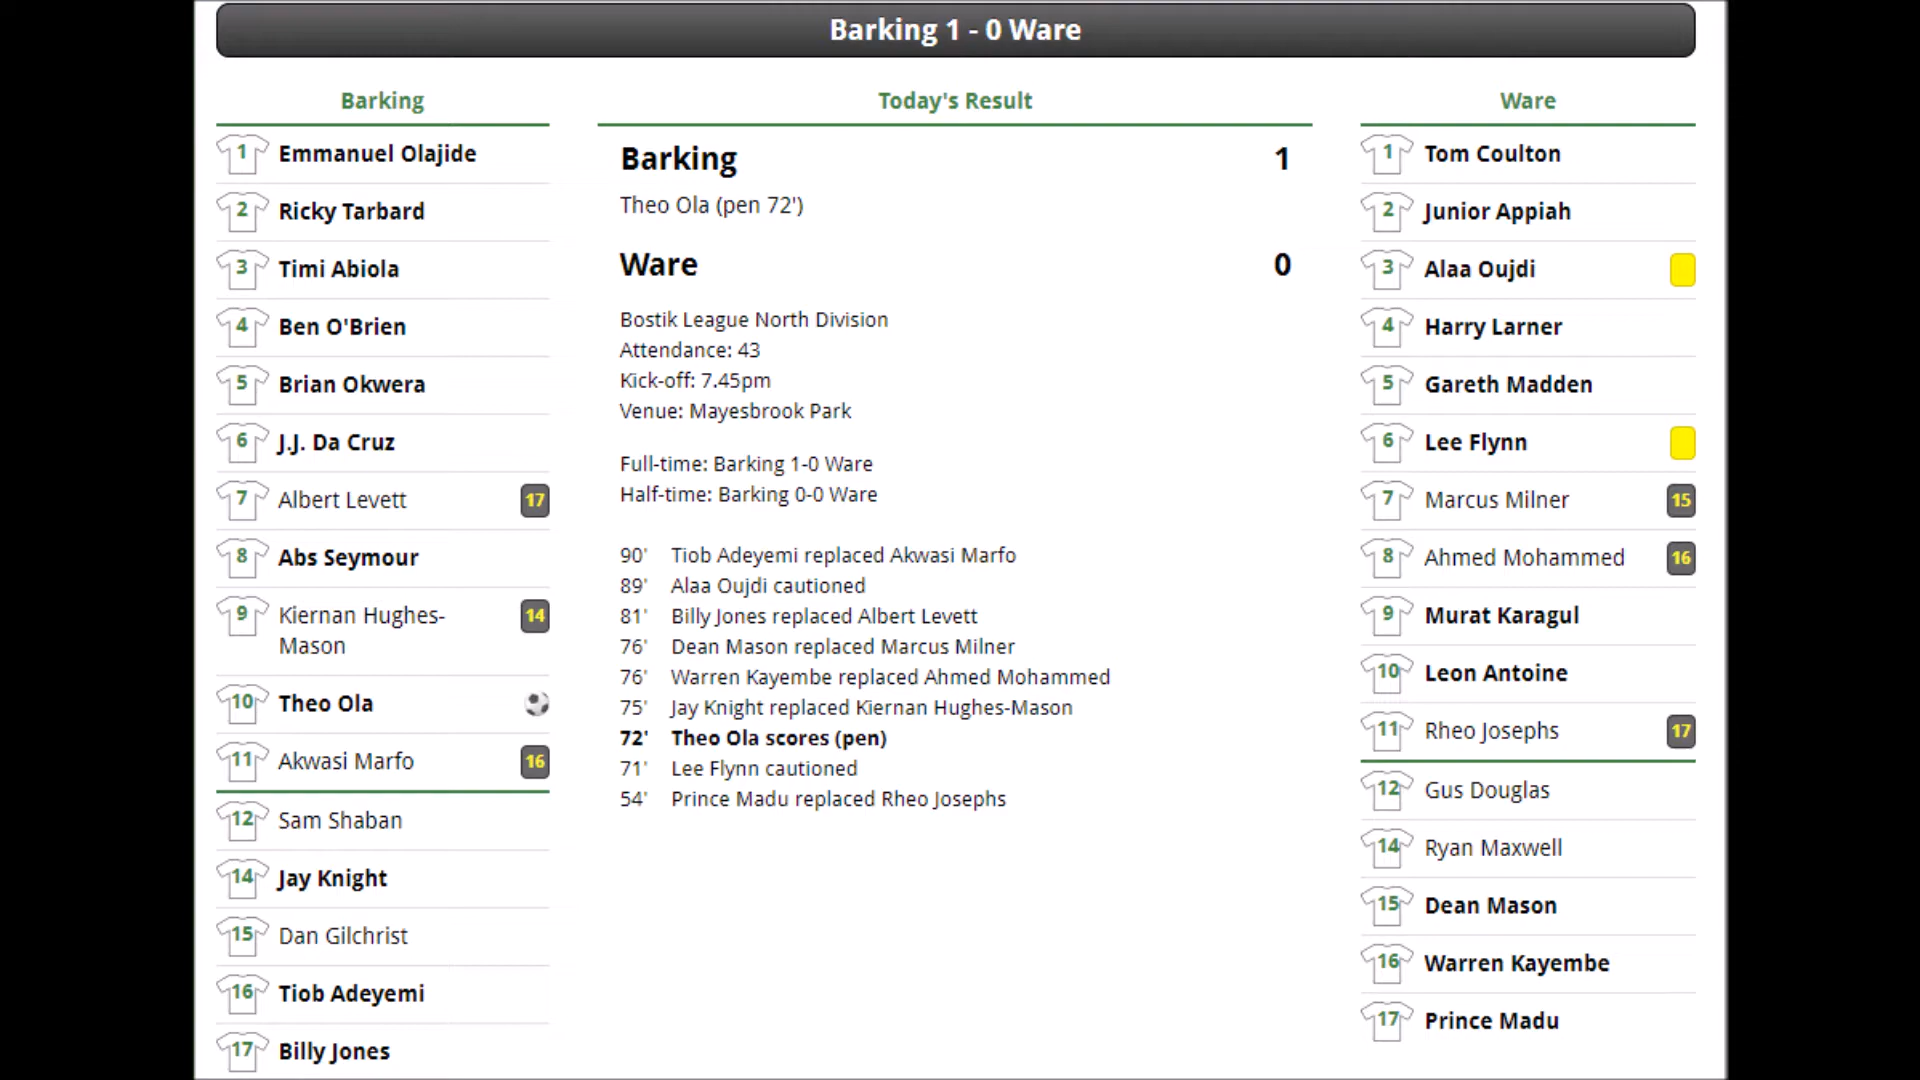 Barking 1 - 0 Ware
Barking
1 Emmanuel Olajide
2 Ricky Tarbard
3 Timi Abiola
4 Ben O'Brien
5 Brian Okwera
6 J.J. Da Cruz
7 Albert Levett 17
8 Abs Seymour
9 Kiernan Hughes- 14
Mason
10 Theo Ola
11 Akwasi Marfo 16
12 Sam Shaban
14 Jay Knight
15 Dan Gilchrist
16 Tiob Adeyemi
17 Billy Jones
Today's Result
Barking 1
Theo Ola (pen 72')
Ware 0
Bostik League North Division
Attendance: 43
Kick-off: 7.45pm
Venue: Mayesbrook Park
Full-time: Barking 1-0 Ware
Half-time: Barking 0-0 Ware
90' Tiob Adeyemi replaced Akwasi Marfo
89' Alaa Oujdi cautioned
81' Billy Jones replaced Albert Levett
76' Dean Mason replaced Marcus Milner
76' Warren Kayembe replaced Ahmed Mohammed
75' Jay Knight replaced Kiernan Hughes-Mason
72' Theo Ola scores (pen)
71' Lee Flynn cautioned
54' Prince Madu replaced Rheo Josephs
Ware
1 Tom Coulton
2 Junior Appiah
3 Alaa Oujdi
4 Harry Larner
5 Gareth Madden
6 Lee Flynn
7 Marcus Milner 15
8 Ahmed Mohammed 16
9 Murat Karagul
10 Leon Antoine
11 Rheo Josephs 17
12 Gus Douglas
14 Ryan Maxwell
15 Dean Mason
16 Warren Kayembe
17 Prince Madu